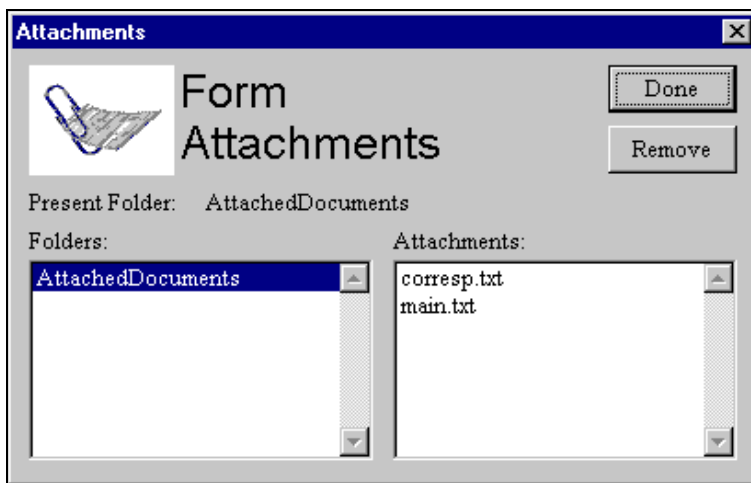 Attachments
Form
Attachments
Done
Remove
Present Folder: AttachedDocuments
Folders:
Attachments:
AttachedDocuments
corresp.txt
main.txt